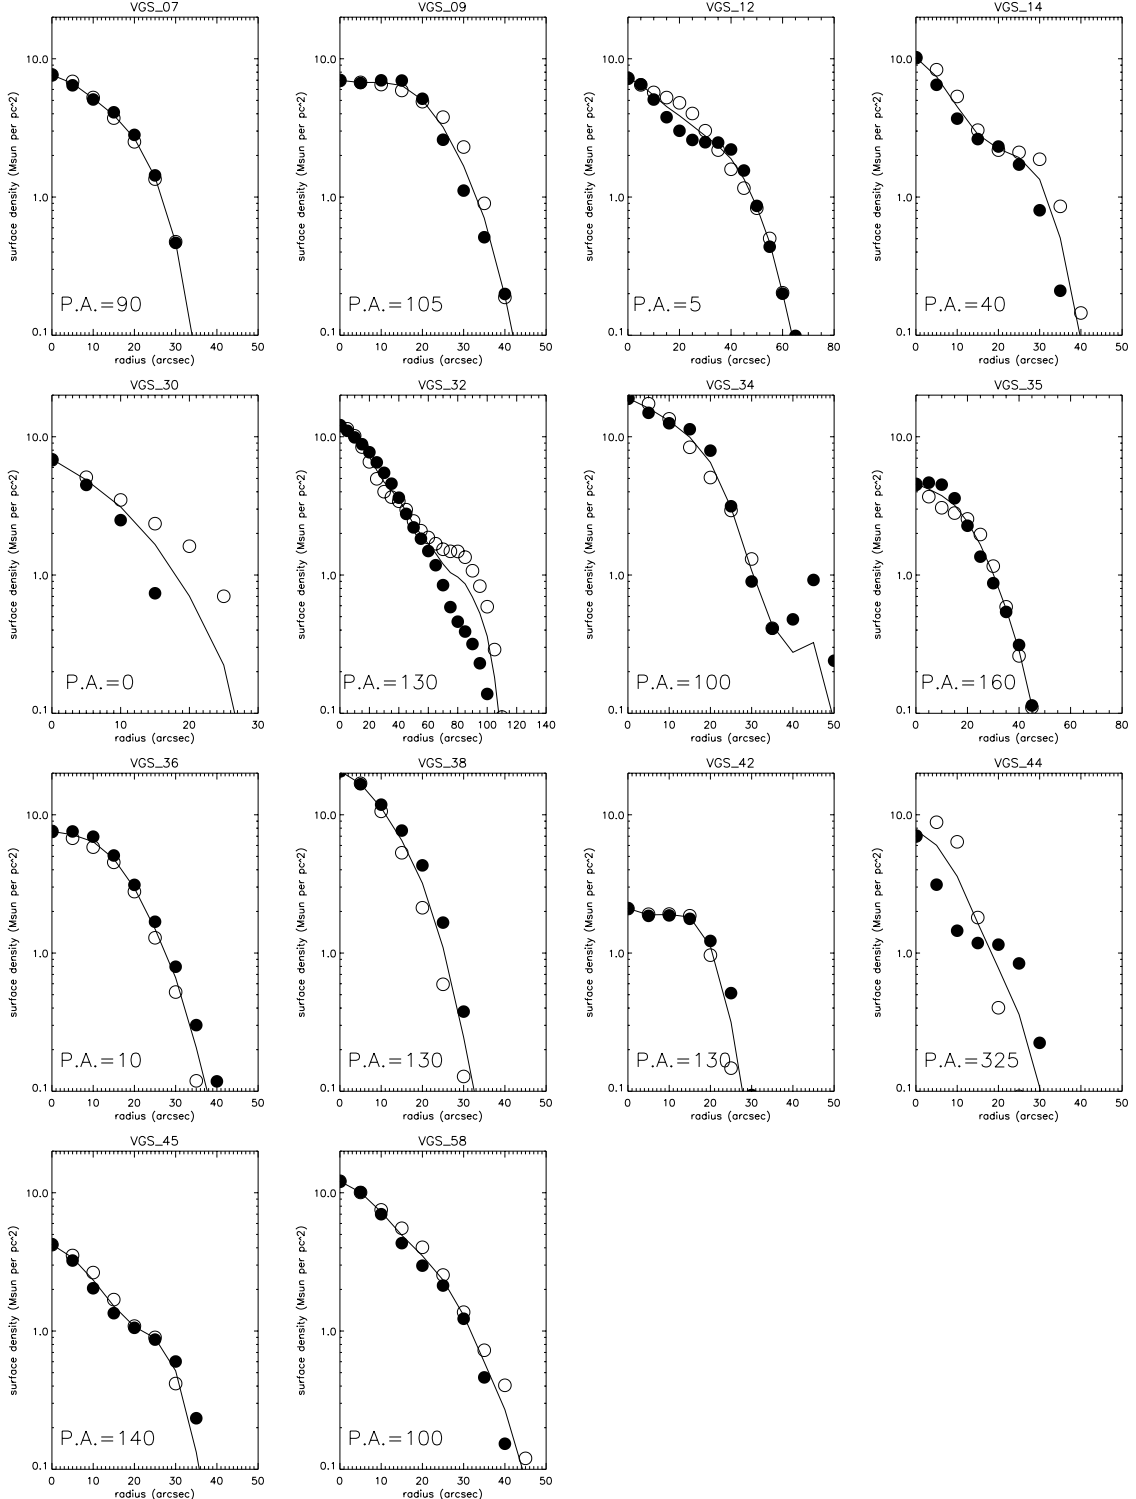 VGS_07
surface density (Msun per pc^2)
10.0
1.0
0.1
P.A.=90
0 10 20 30 40 50
radius (arcsec)
VGS_09
surface density (Msun per pc^2)
10.0
1.0
0.1
P.A.=105
0 10 20 30 40 50
radius (arcsec)
VGS_12
surface density (Msun per pc^2)
10.0
1.0
0.1
P.A.=5
0 20 40 60 80
radius (arcsec)
VGS_14
surface density (Msun per pc^2)
10.0
1.0
0.1
P.A.=40
0 10 20 30 40 50
radius (arcsec)
VGS_30
surface density (Msun per pc^2)
10.0
1.0
0.1
P.A.=0
0 10 20 30
radius (arcsec)
VGS_32
surface density (Msun per pc^2)
10.0
1.0
0.1
P.A.=130
0 20 40 60 80 100 120 140
radius (arcsec)
VGS_34
surface density (Msun per pc^2)
10.0
1.0
0.1
P.A.=100
0 10 20 30 40 50
radius (arcsec)
VGS_35
surface density (Msun per pc^2)
10.0
1.0
0.1
P.A.=160
0 20 40 60 80
radius (arcsec)
VGS_36
surface density (Msun per pc^2)
10.0
1.0
0.1
P.A.=10
0 10 20 30 40 50
radius (arcsec)
VGS_38
surface density (Msun per pc^2)
10.0
1.0
0.1
P.A.=130
0 10 20 30 40 50
radius (arcsec)
VGS_42
surface density (Msun per pc^2)
10.0
1.0
0.1
P.A.=130
0 10 20 30 40 50
radius (arcsec)
VGS_44
surface density (Msun per pc^2)
10.0
1.0
0.1
P.A.=325
0 10 20 30 40 50
radius (arcsec)
VGS_45
surface density (Msun per pc^2)
10.0
1.0
0.1
P.A.=140
0 10 20 30 40 50
radius (arcsec)
VGS_58
surface density (Msun per pc^2)
10.0
1.0
0.1
P.A.=100
0 10 20 30 40 50
radius (arcsec)